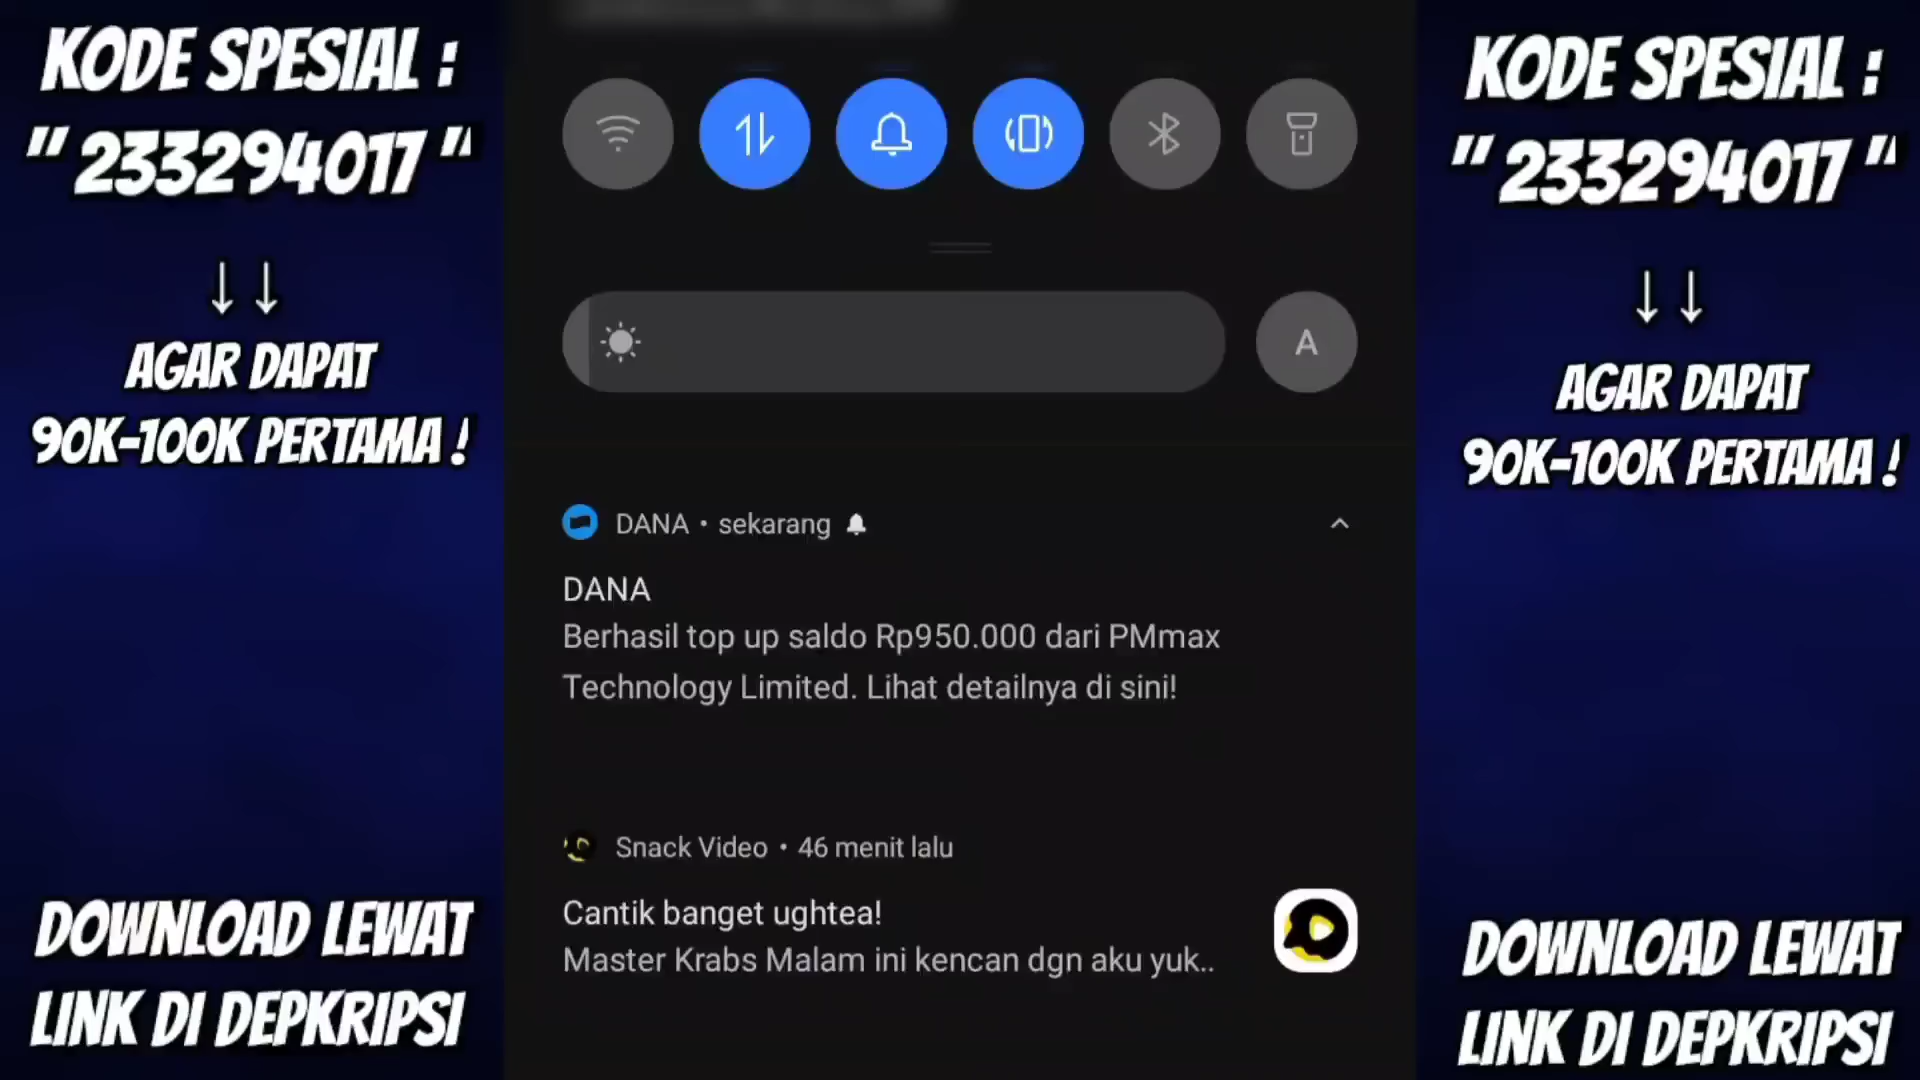 KODE SPESIAL :
" 233294017 "
↓↓
AGAR DAPAT
90K-100K PERTAMA !
DOWNLOAD LEWAT
LINK DI DEPKRIPSI
A
DANA • sekarang
DANA
Berhasil top up saldo Rp950.000 dari PMmax
Technology Limited. Lihat detailnya di sini!
Snack Video • 46 menit lalu
Cantik banget ughtea!
Master Krabs Malam ini kencan dgn aku yuk..
KODE SPESIAL :
" 233294017 "
↓↓
AGAR DAPAT
90K-100K PERTAMA !
DOWNLOAD LEWAT
LINK DI DEPKRIPSI